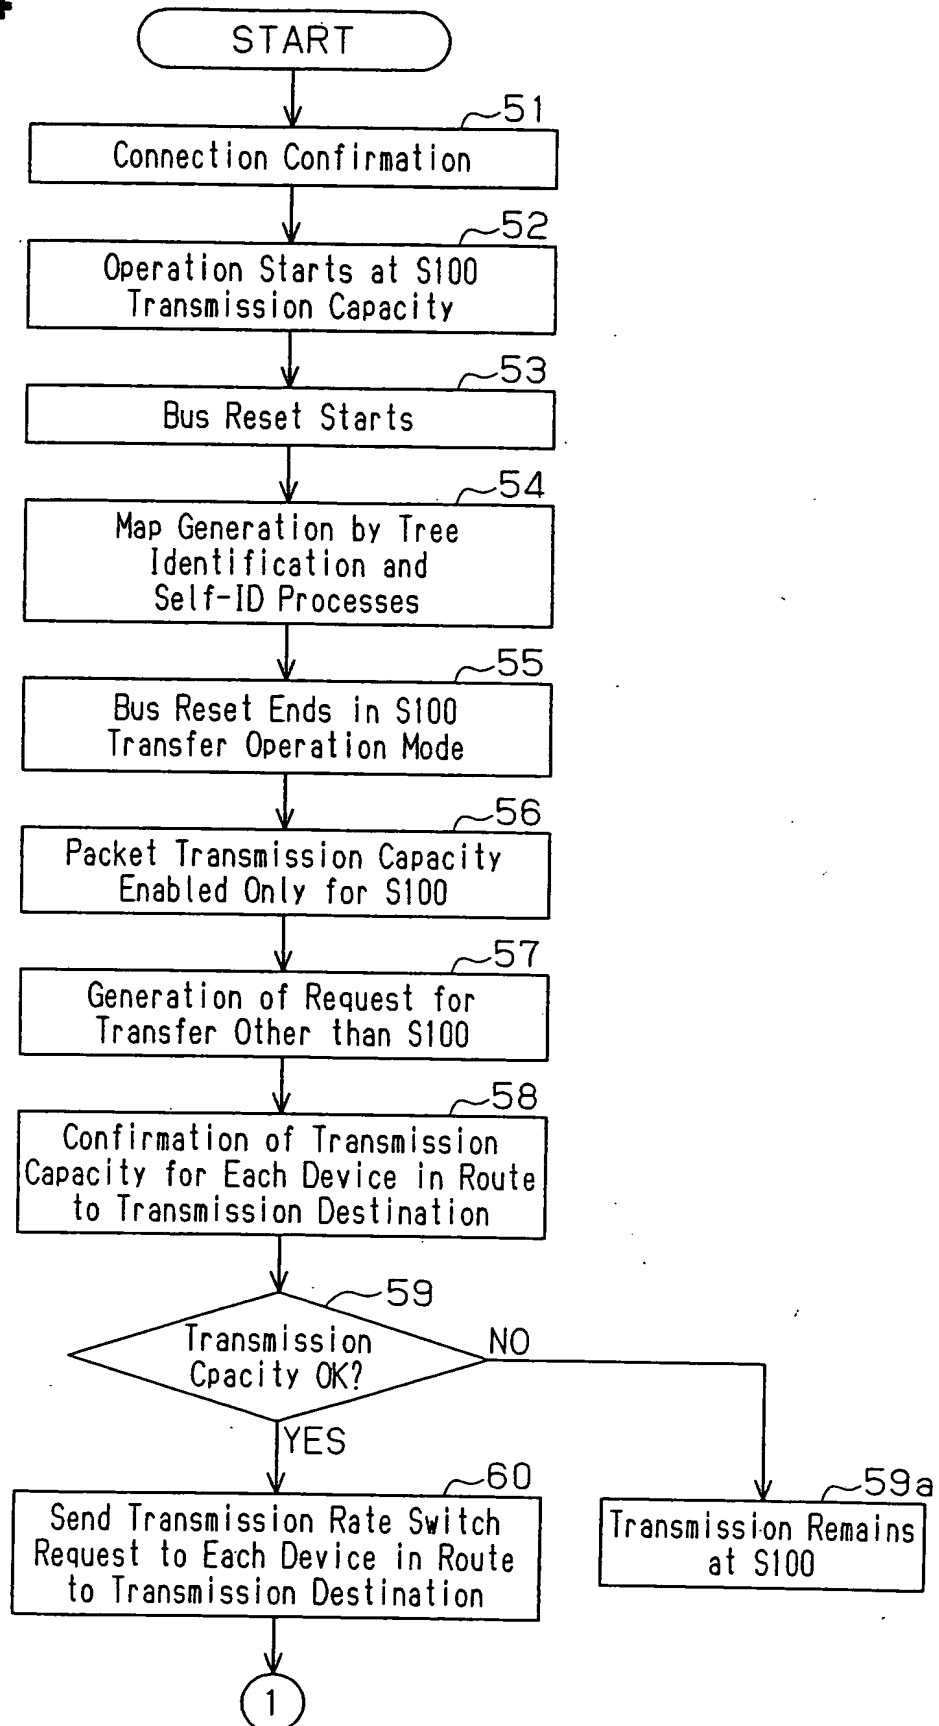 START
51
Connection Confirmation
52
Operation Starts at S100
Transmission Capacity
53
Bus Reset Starts
54
Map Generation by Tree
Identification and
Self-ID Processes
55
Bus Reset Ends in S100
Transfer Operation Mode
56
Packet Transmission Capacity
Enabled Only for S100
57
Generation of Request for
Transfer Other than S100
58
Confirmation of Transmission
Capacity for Each Device in Route
to Transmission Destination
59
Transmission
Cpacity OK?
NO
YES
60
Send Transmission Rate Switch
Request to Each Device in Route
to Transmission Destination
59a
Transmission Remains
at S100
1